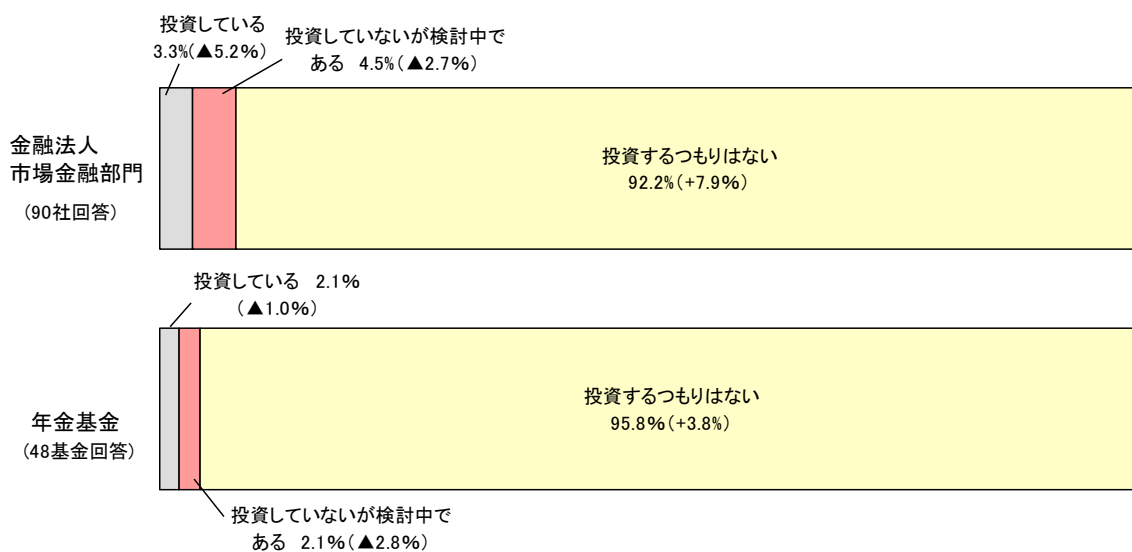 投資している
3.3%(▲5.2%)
投資していないが検討中で
ある 4.5%(▲2.7%)
金融法人
市場金融部門
(90社回答)
投資するつもりはない
92.2%(+7.9%)
投資している 2.1%
(▲1.0%)
年金基金
(48基金回答)
投資するつもりはない
95.8%(+3.8%)
投資していないが検討中で
ある 2.1%(▲2.8%)